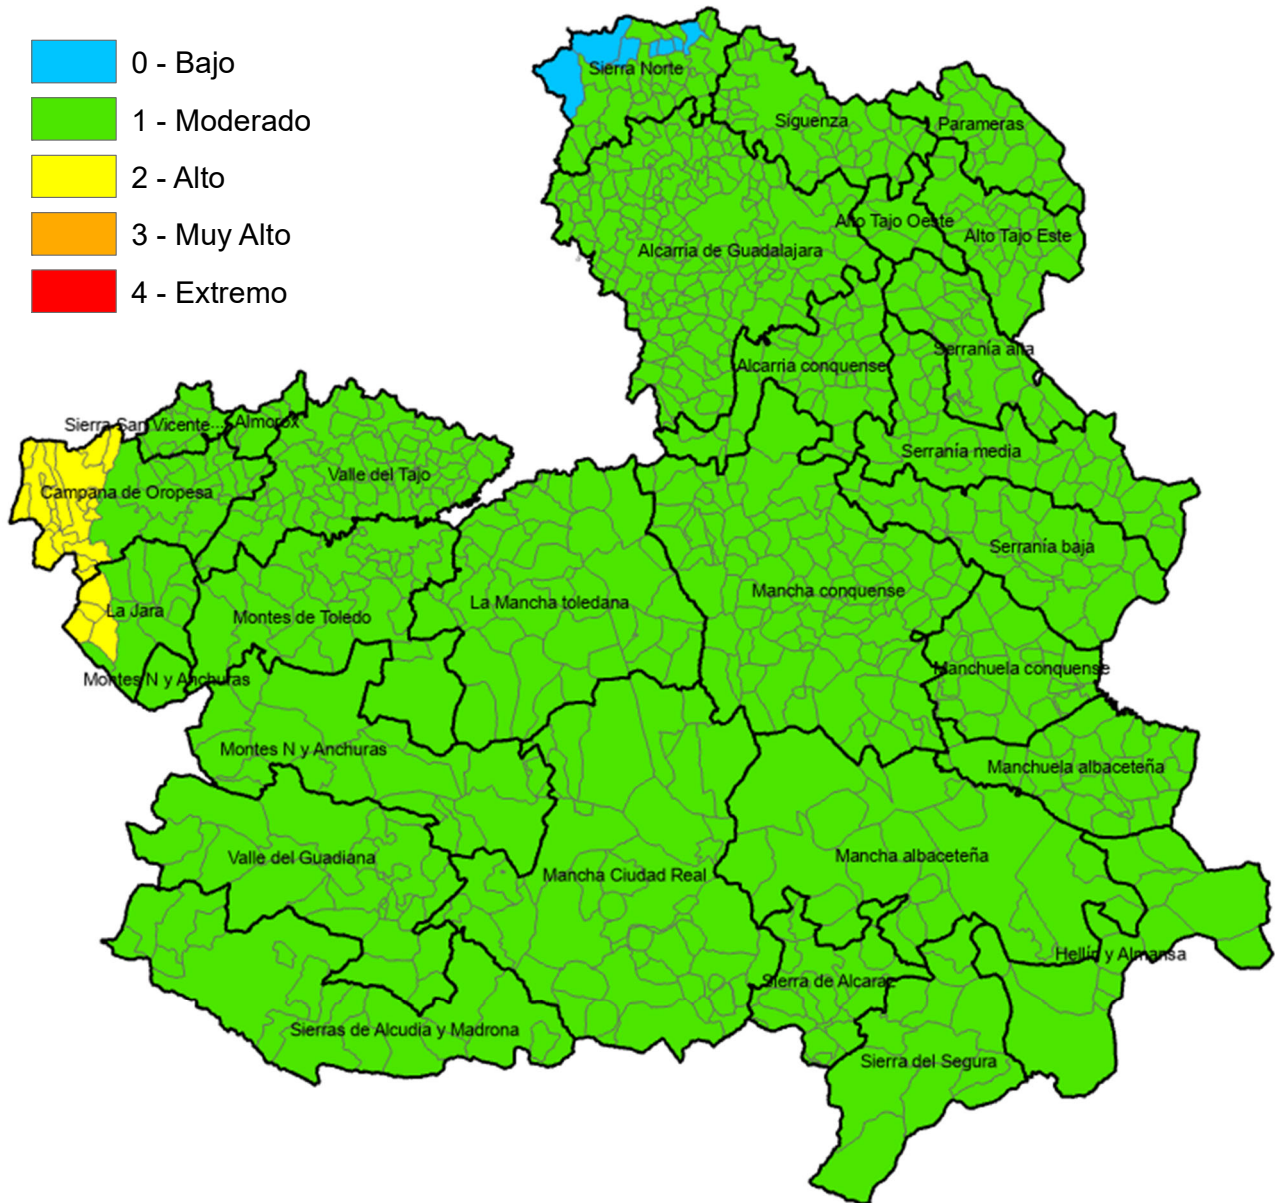 0 - Bajo
1 - Moderado
2 - Alto
3 - Muy Alto
4 - Extremo
Sierra Norte
Siguenza
Parameras
Alto Tajo Oeste
Alto Tajo Este
Alcarria de Guadalajara
Serranía alta
Alcarria conquense
Sierra San Vicente...
Almorox
Serranía media
Valle del Tajo
Campana de Oropesa
Serranía baja
Mancha conquense
La Mancha toledana
La Jara
Montes de Toledo
Manchuela conquense
Montes N y Anchuras
Montes N y Anchuras
Manchuela albaceteña
Valle del Guadiana
Mancha albaceteña
Mancha Ciudad Real
Hellín y Almansa
Sierra de Alcaraz
Sierras de Alcudia y Madrona
Sierra del Segura